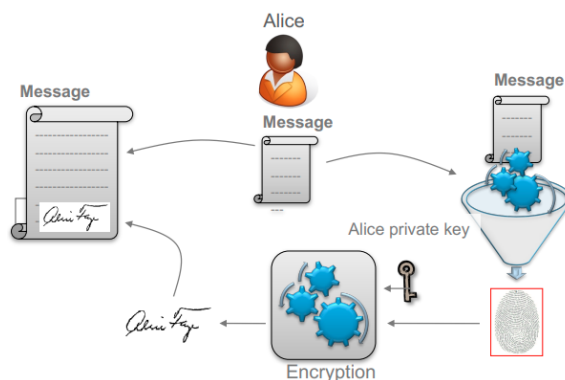 Alice
Message
Message
Message
Alice private key
Encryption